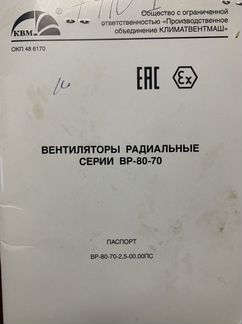 КВМ
Общество с ограниченной
ответственностью «Производственное
объединение КЛИМАТВЕНТМАШ»
ОКП 48 6170
ЕАС Ex
ВЕНТИЛЯТОРЫ РАДИАЛЬНЫЕ
СЕРИИ ВР-80-70
ПАСПОРТ
ВР-80-70-2,5-00.00ПС